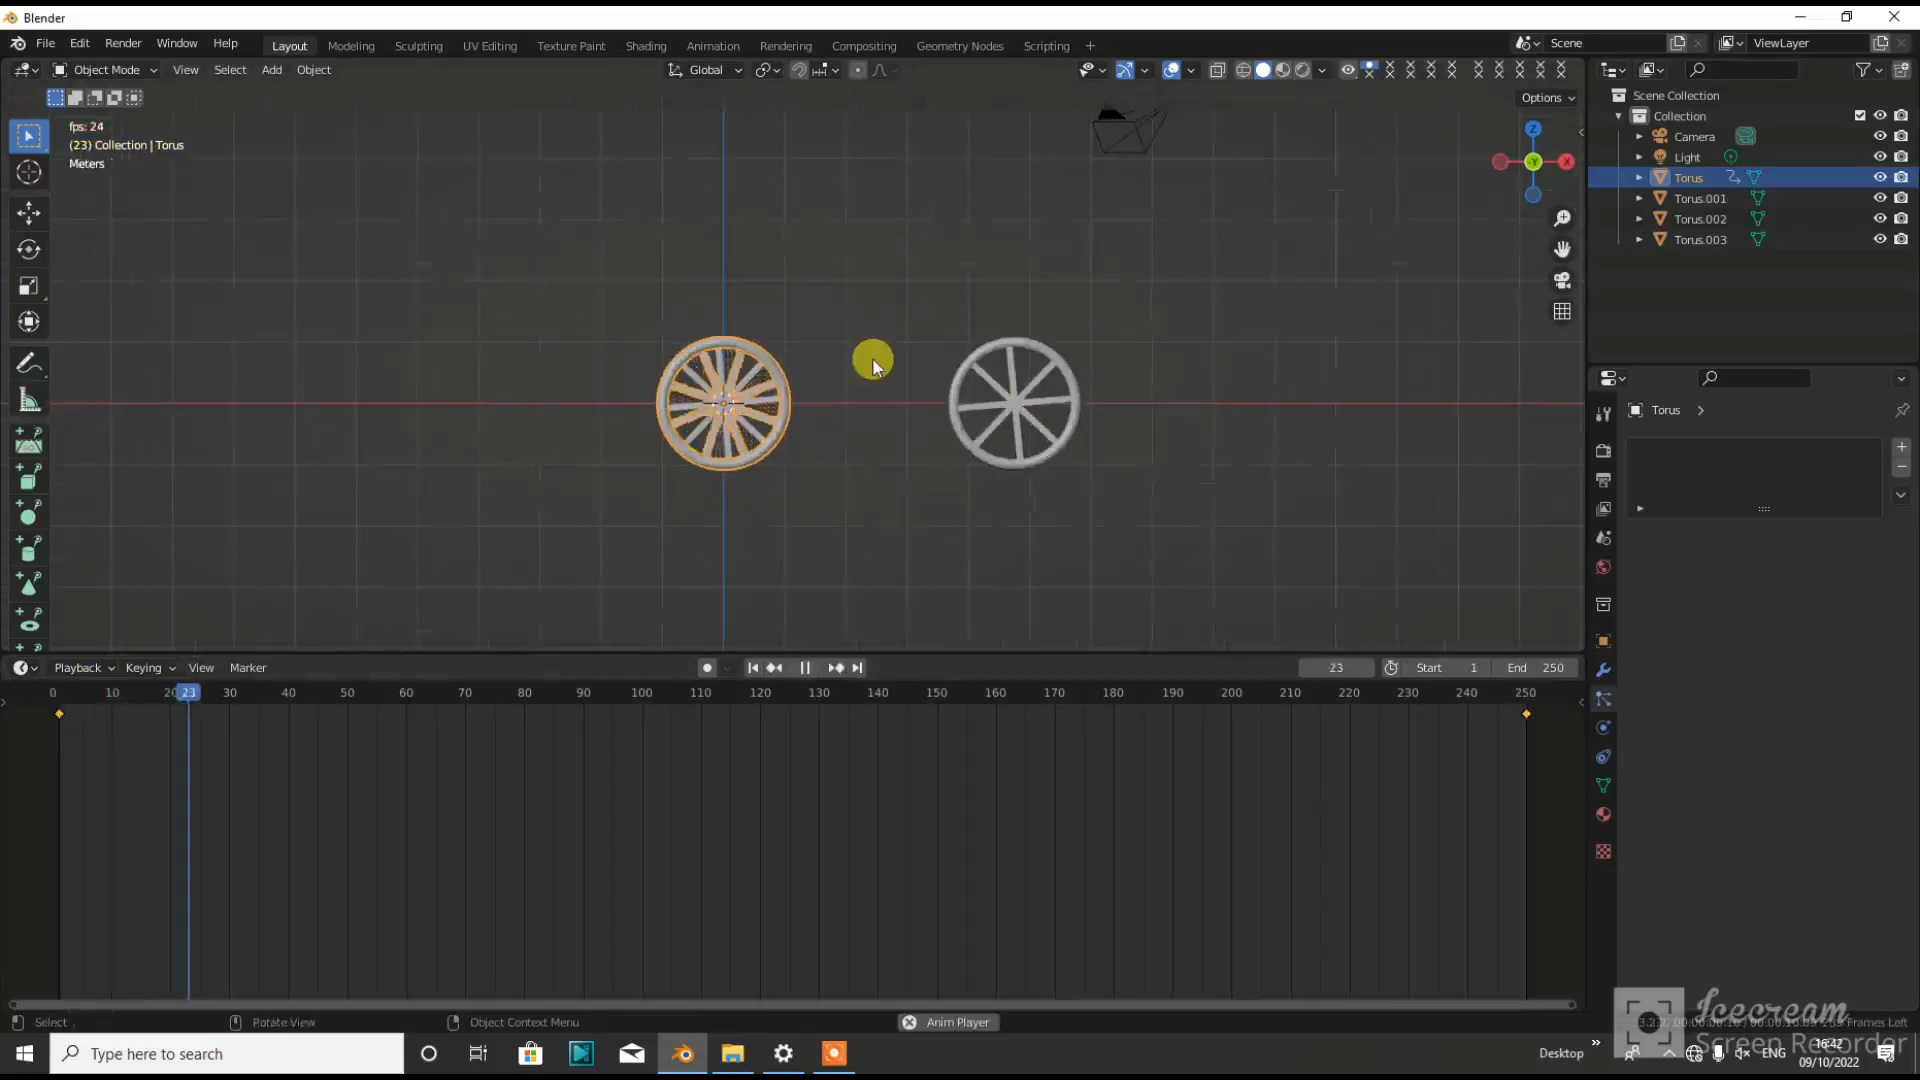 Blender
File Edit Render Window Help
Layout Modeling Sculpting UV Editing Texture Paint Shading Animation Rendering Compositing Geometry Nodes Scripting
Scene
ViewLayer
Object Mode View Select Add Object
Global
Options
fps: 24
(23) Collection | Torus
Meters
Z
X
Y
Scene Collection
Collection
Camera
Light
Torus
Torus.001
Torus.002
Torus.003
Torus
Playback Keying View Marker
23 Start 1 End 250
0 10 20 23 30 40 50 60 70 80 90 100 110 120 130 140 150 160 170 180 190 200 210 220 230 240 250
Select Rotate View Object Context Menu Anim Player
Frames Left
Icecream
Screen Recorder
Type here to search
Desktop
ENG
16:42
09/10/2022